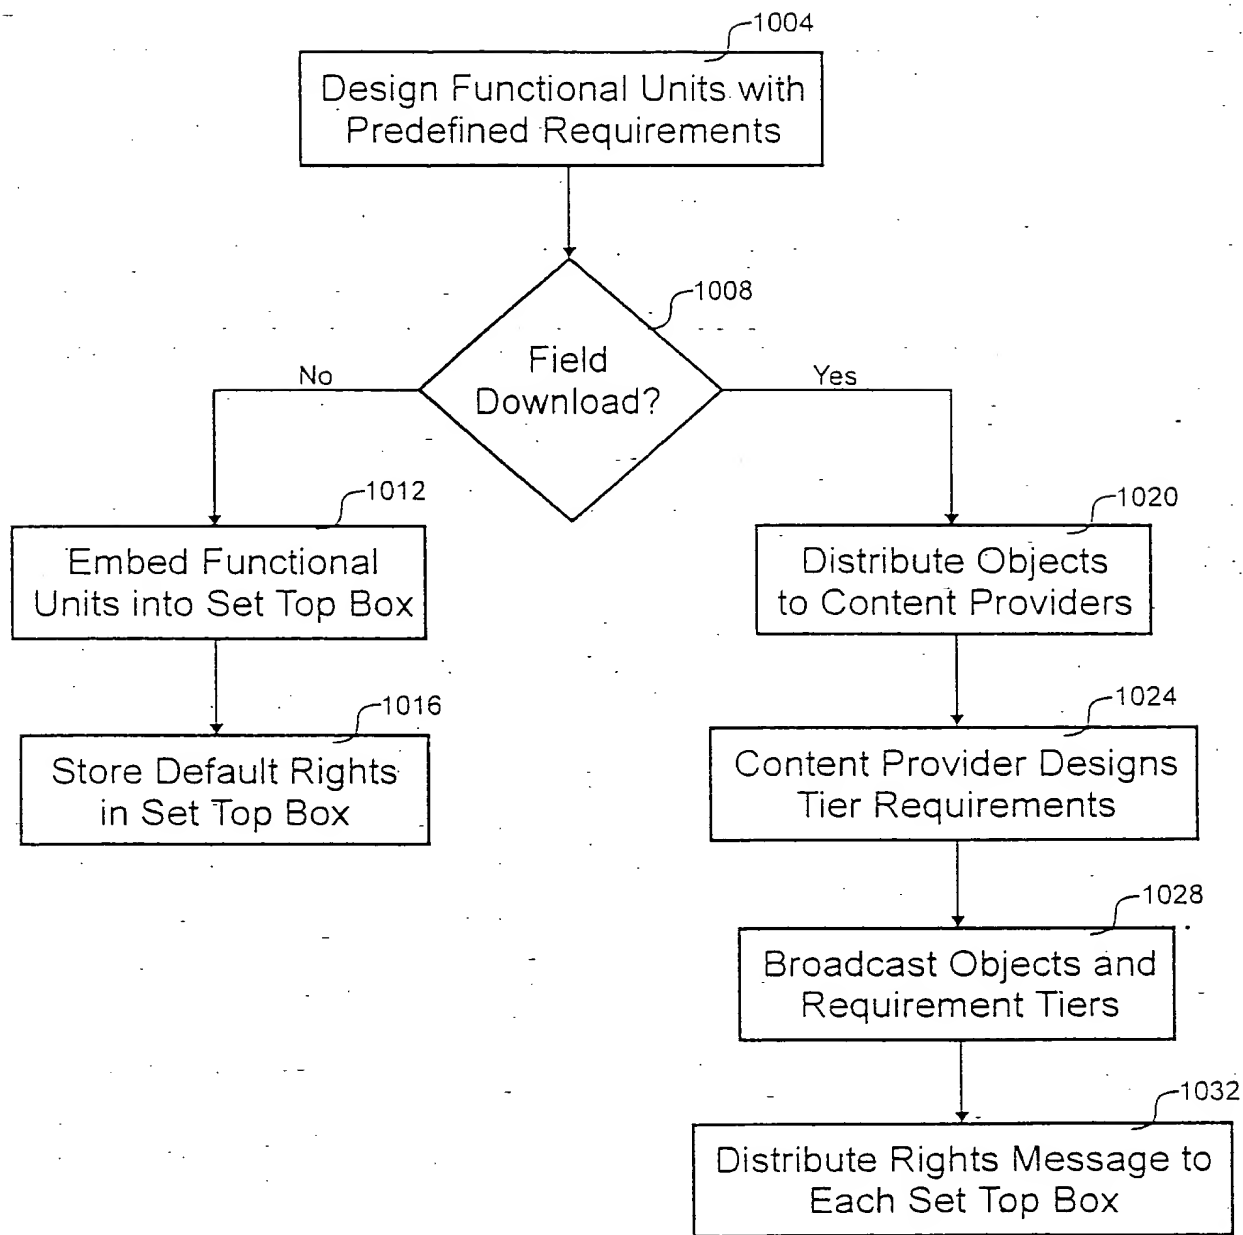 1004
Design Functional Units with
Predefined Requirements
1008
Field
Download?
No
Yes
1012
Embed Functional
Units into Set Top Box
1020
Distribute Objects
to Content Providers
1016
Store Default Rights
in Set Top Box
1024
Content Provider Designs
Tier Requirements
1028
Broadcast Objects and
Requirement Tiers
1032
Distribute Rights Message to
Each Set Top Box